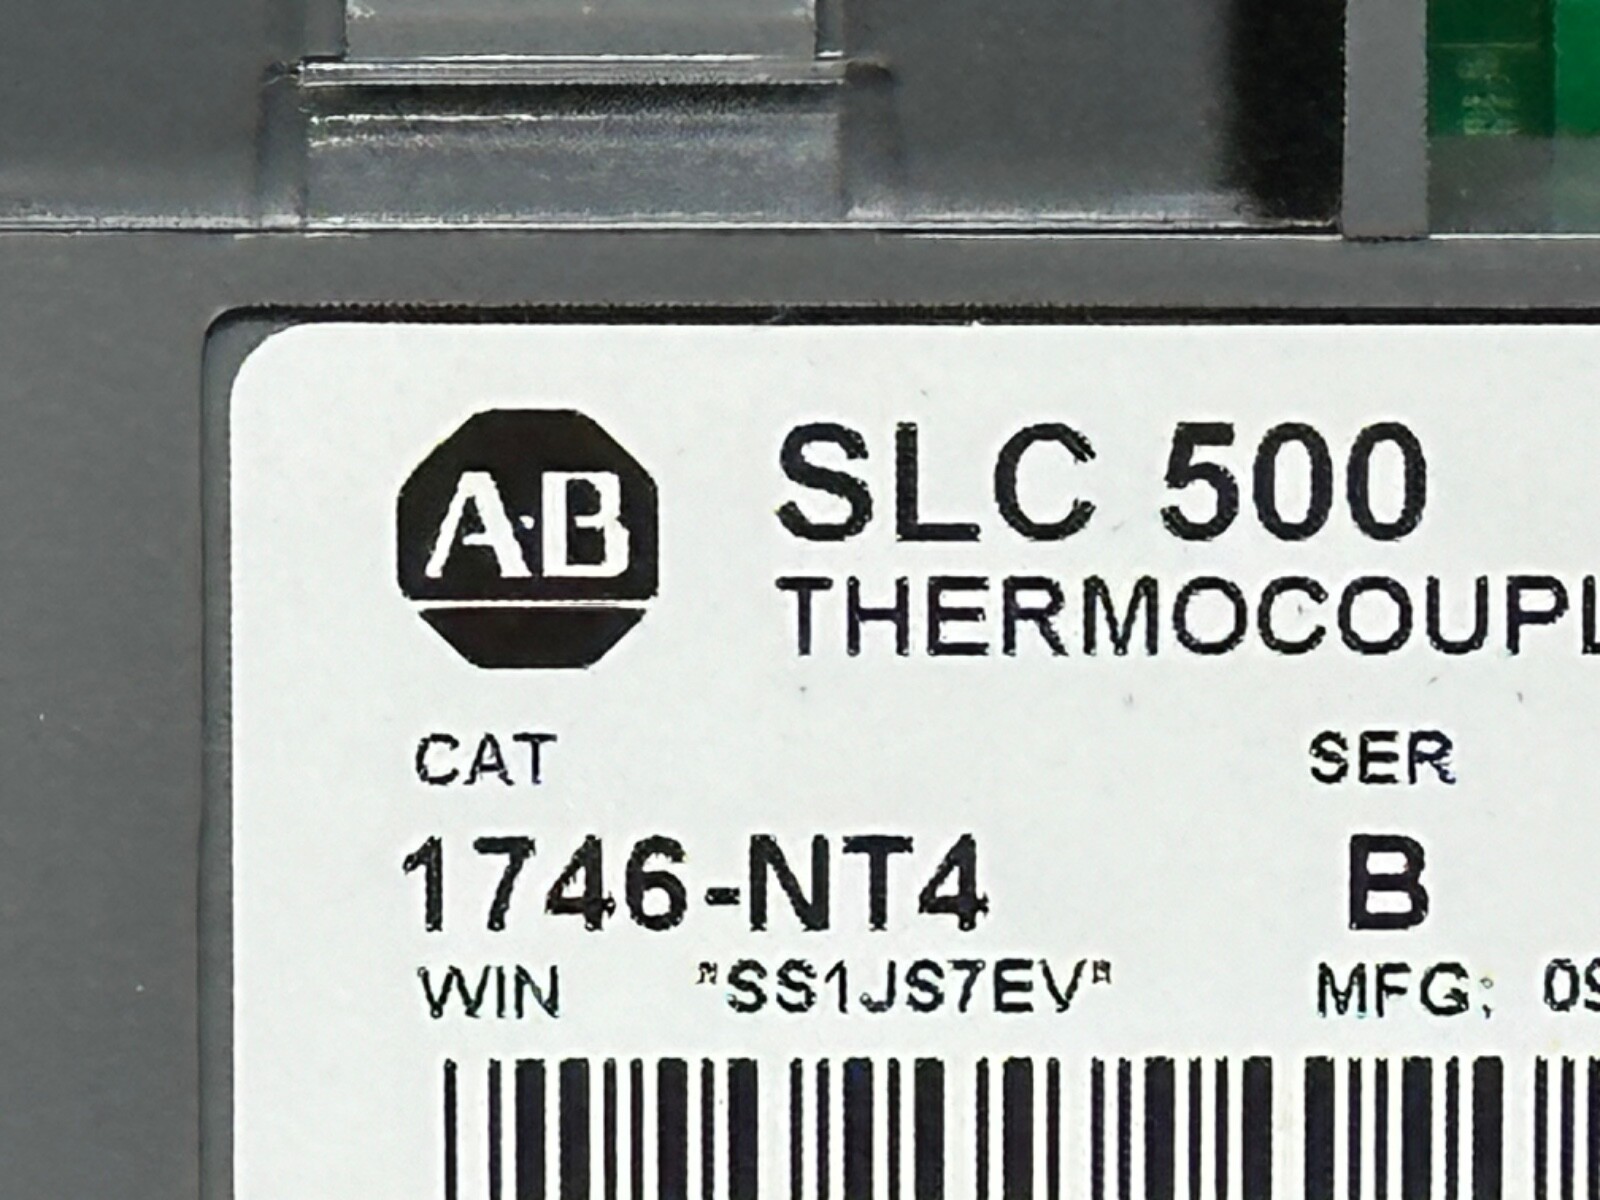 AB
SLC 500
THERMOCOUPL
CAT SER
1746-NT4 B
WIN "SS1JS7EV" MFG: